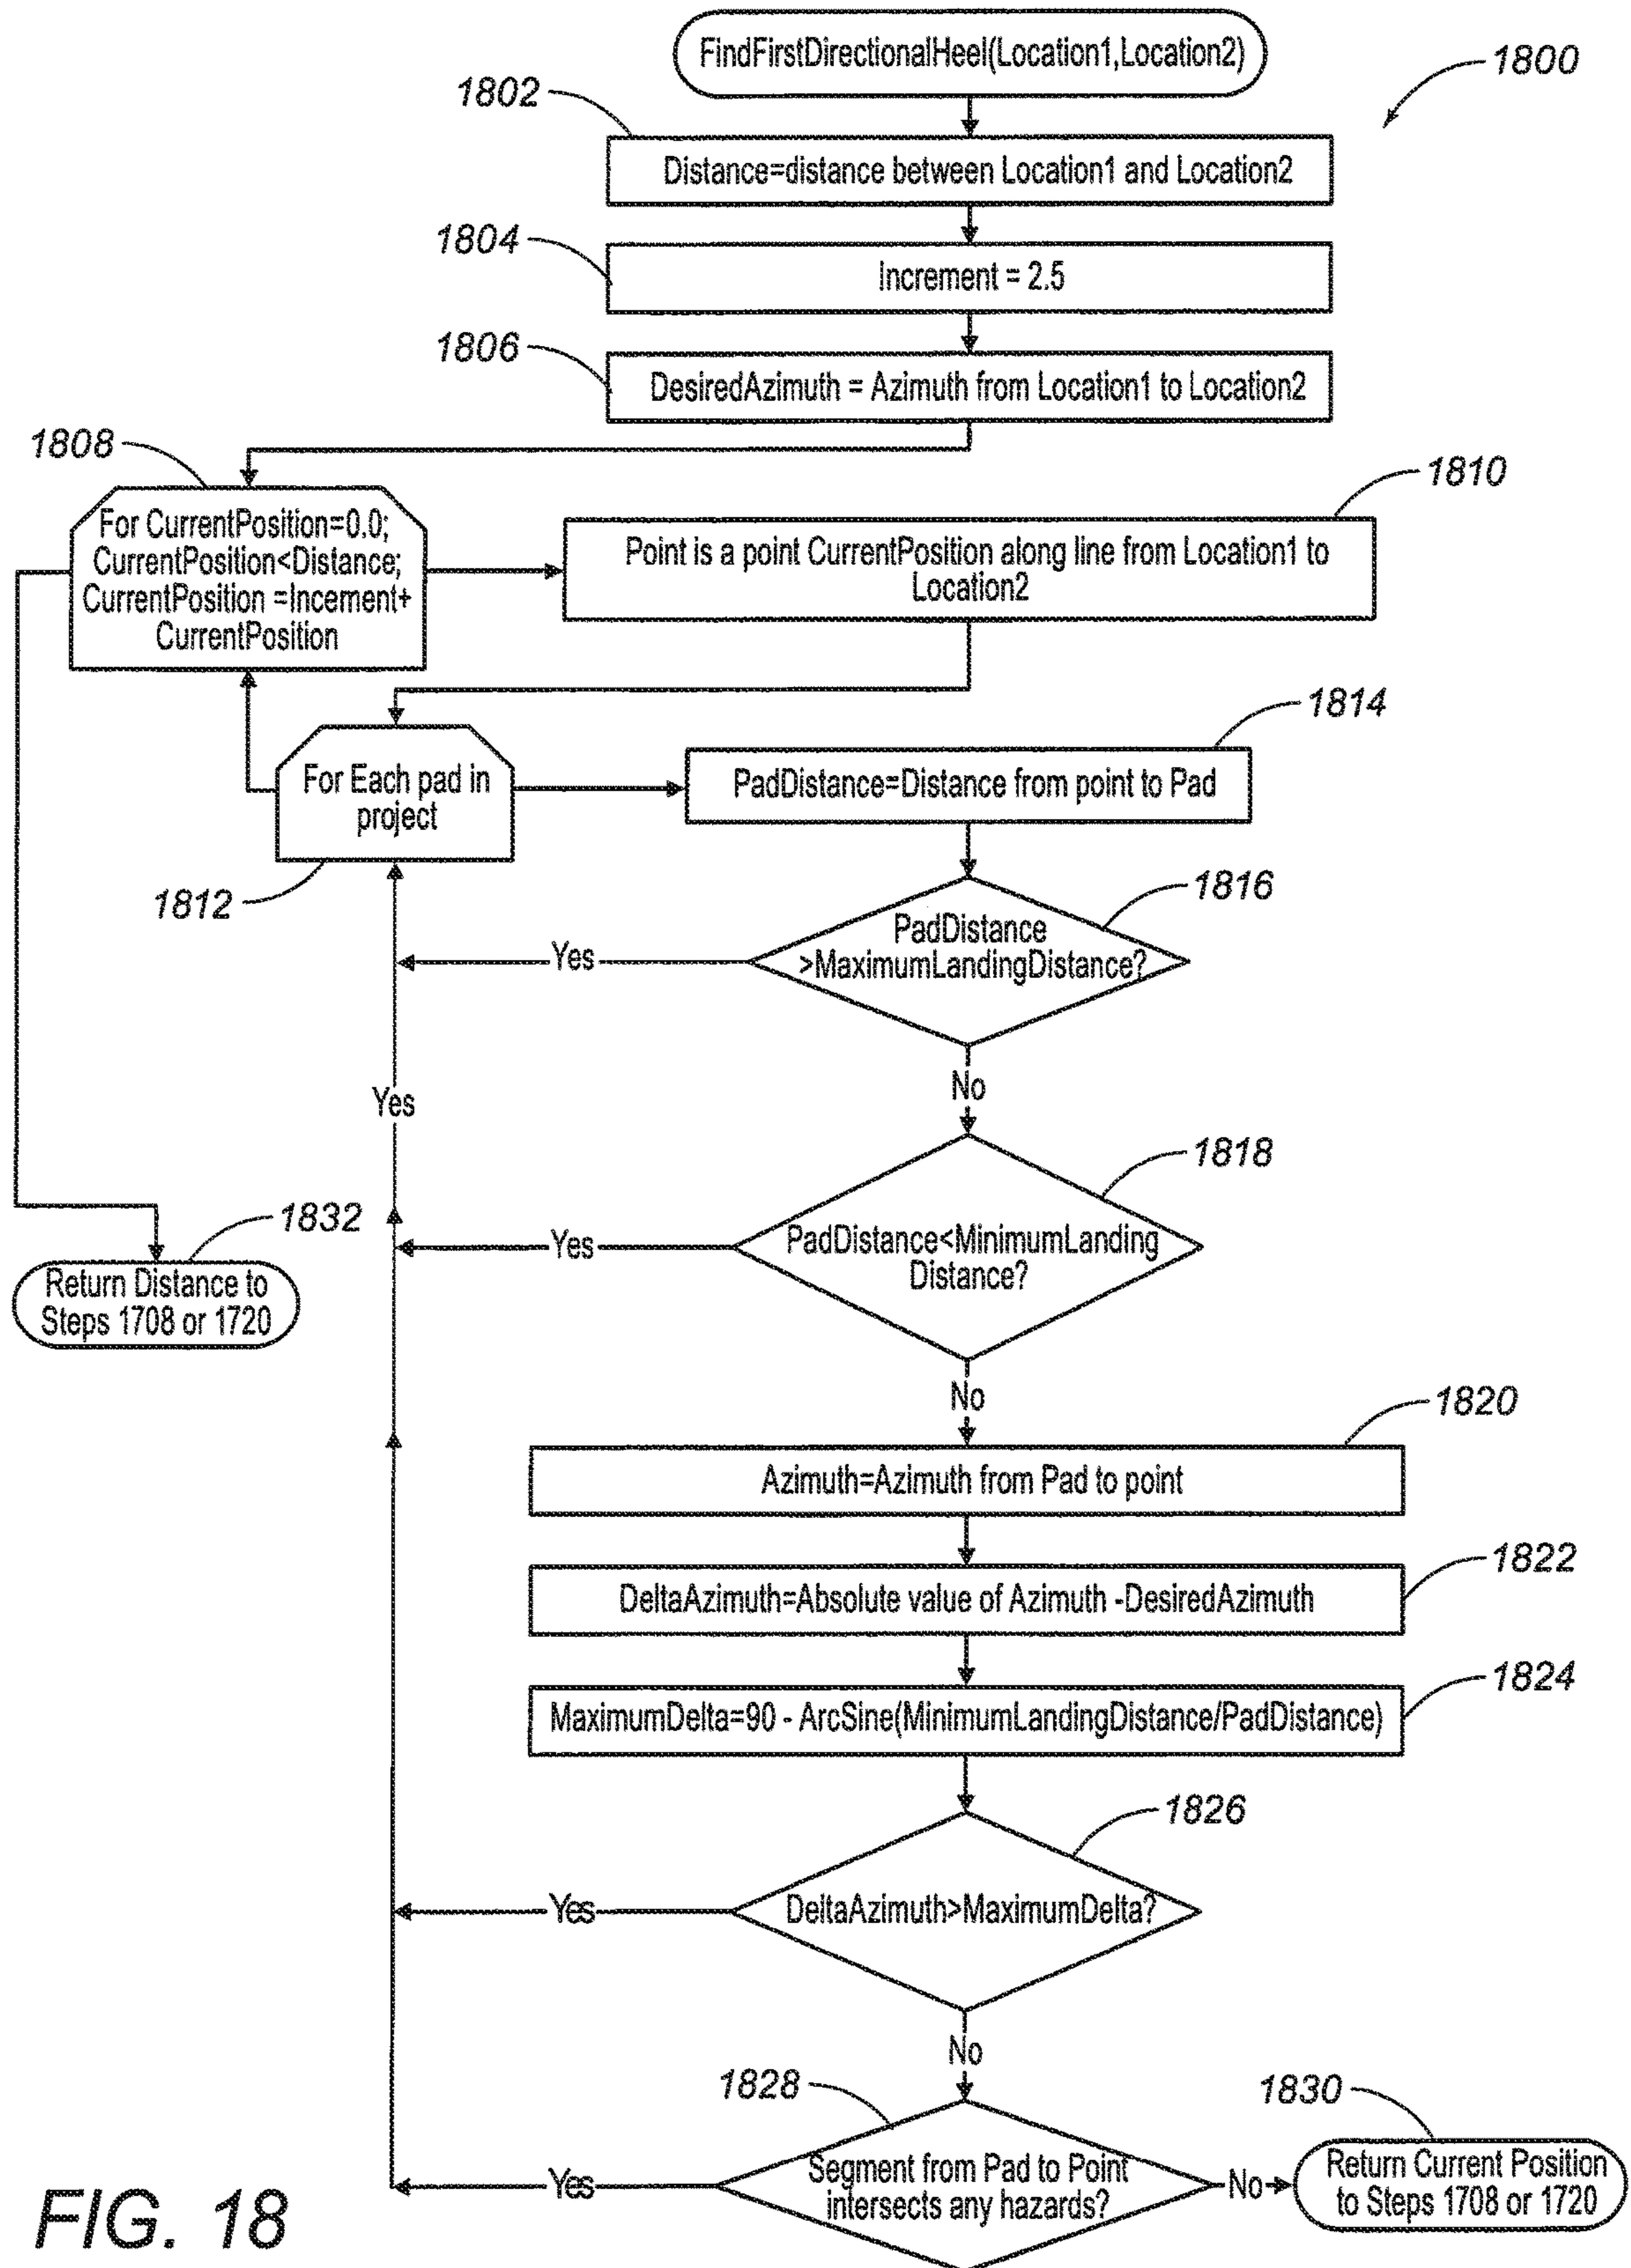 FindFirstDirectionalHeel(Location1,Location2)
1800
1802
Distance=distance between Location1 and Location2
1804
Increment = 2.5
1806
DesiredAzimuth = Azimuth from Location1 to Location2
1808
For CurrentPosition=0.0;
CurrentPosition<Distance;
CurrentPosition =Incement+
CurrentPosition
1810
Point is a point CurrentPosition along line from Location1 to
Location2
1812
For Each pad in
project
1814
PadDistance=Distance from point to Pad
1816
PadDistance
>MaximumLandingDistance?
Yes
No
Yes
1818
PadDistance<MinimumLanding
Distance?
Yes
No
1832
Return Distance to
Steps 1708 or 1720
1820
Azimuth=Azimuth from Pad to point
1822
DeltaAzimuth=Absolute value of Azimuth -DesiredAzimuth
1824
MaximumDelta=90 - ArcSine(MinimumLandingDistance/PadDistance)
1826
DeltaAzimuth>MaximumDelta?
Yes
No
1828
Segment from Pad to Point
intersects any hazards?
Yes
No
1830
Return Current Position
to Steps 1708 or 1720
FIG. 18